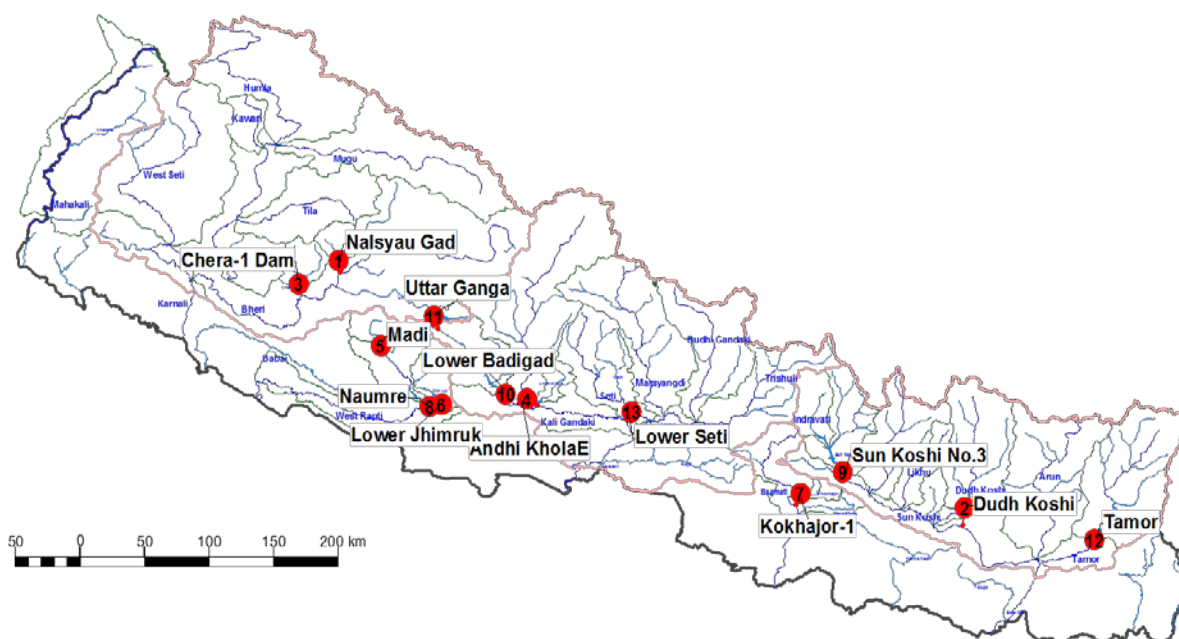 Humla
Kawari
Mugu
West Seti
Mahakali
Tila
Nalsyau Gad
Chera-1 Dam
1
3
Karnali
Bheri
Uttar Ganga
11
Madi
5
Babai
Lower Badigad
Naumre
8
6
10
4
West Rapti
Lower Jhimruk
Andhi KholaE
Kali Gandaki
Seti
Marsyangdi
Budhi Gandaki
13
Lower Seti
Trishuli
Indravati
Sun Koshi No.3
9
Likhu
Bagmati
7
Kokhajor-1
Sun Koshi
Dudh Koshi
2
Dudh Koshi
Arun
Tamor
12
Tamor
50 0 50 100 150 200 km